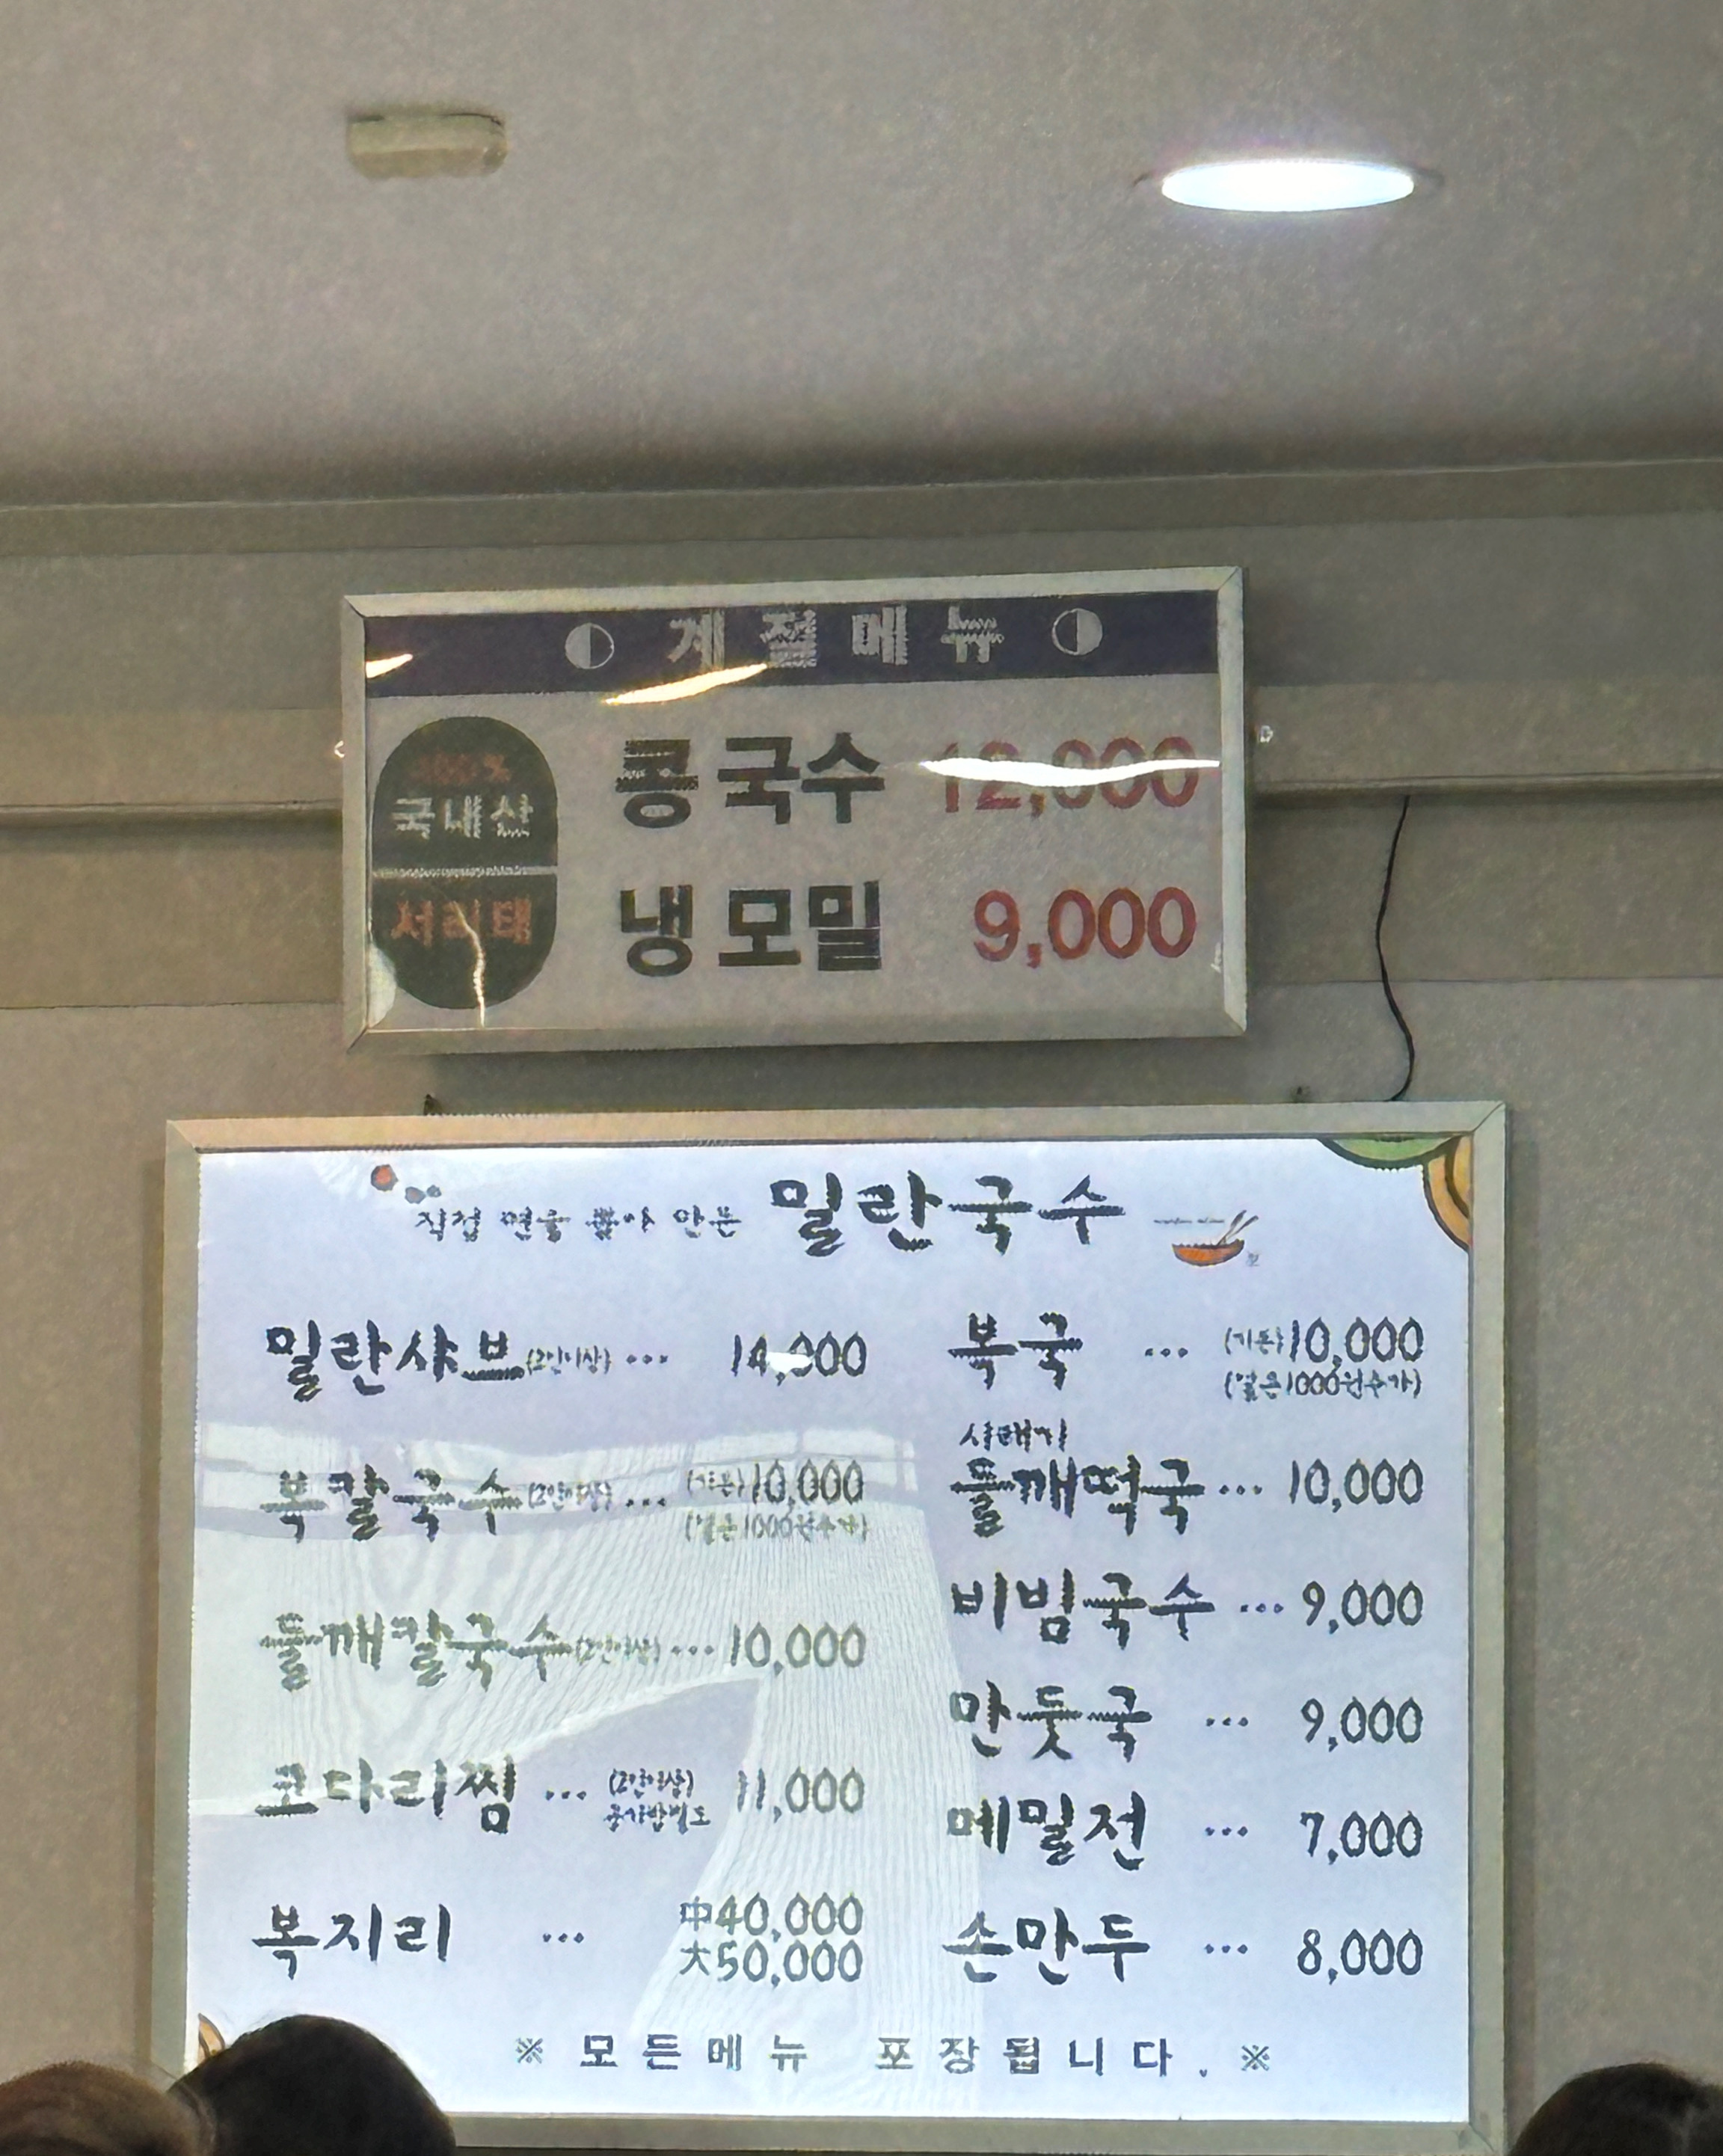 계절메뉴
100%
국내산
서리태
콩국수 12,000
냉모밀 9,000
직접 면을 뽑아 만든 밀란국수
밀란샤브(2인이상) ··· 14,000
복칼국수(2인이상) ··· (기본)10,000
(얼큰1000원추가)
들깨칼국수(2인이상) ··· 10,000
코다리찜 ··· (2인이상) 11,000
공기밥별도
복지리 ··· 中40,000
大50,000
복국 ··· (기본)10,000
(얼큰1000원추가)
사태고기
들깨떡국 ··· 10,000
비빔국수 ··· 9,000
만둣국 ··· 9,000
메밀전 ··· 7,000
손만두 ··· 8,000
※ 모든메뉴 포장됩니다. ※